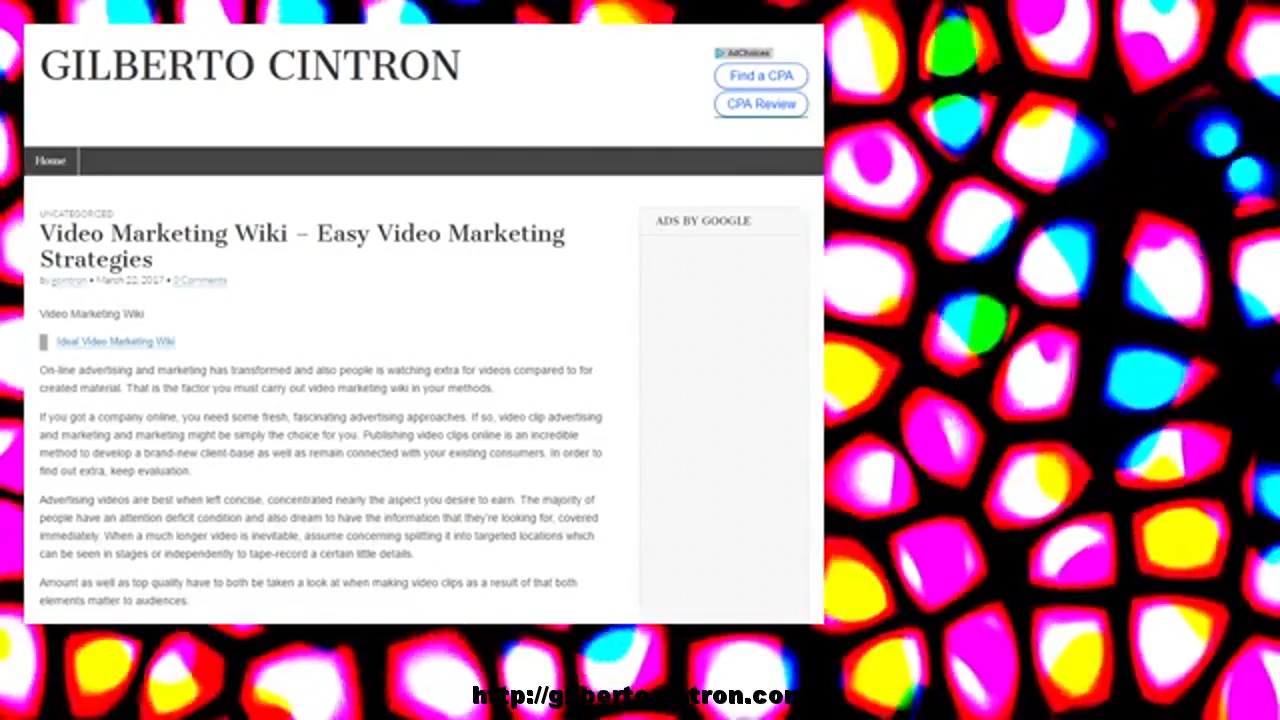 GILBERTO CINTRON
AdChoices
Find a CPA
CPA Review
Home
UNCATEGORIZED
Video Marketing Wiki – Easy Video Marketing
Strategies
by gcintron • March 22, 2017 • 0 Comments
ADS BY GOOGLE
Video Marketing Wiki
Ideal Video Marketing Wiki
On-line advertising and marketing has transformed and also people is watching extra for videos compared to for
created material. That is the factor you must carry out video marketing wiki in your methods.
If you got a company online, you need some fresh, fascinating advertising approaches. If so, video clip advertising
and marketing and marketing might be simply the choice for you. Publishing video clips online is an incredible
method to develop a brand-new client-base as well as remain connected with your existing consumers. In order to
find out extra, keep evaluation.
Advertising videos are best when left concise, concentrated nearly the aspect you desire to earn. The majority of
people have an attention deficit condition and also dream to have the information that they're looking for, covered
immediately. When a much longer video is inevitable, assume concerning splitting it into targeted locations which
can be seen in stages or independently to tape-record a certain little details.
Amount as well as top quality have to both be taken a look at when making video clips as a result of that both
elements matter to audiences.
http://gilbertocintron.com